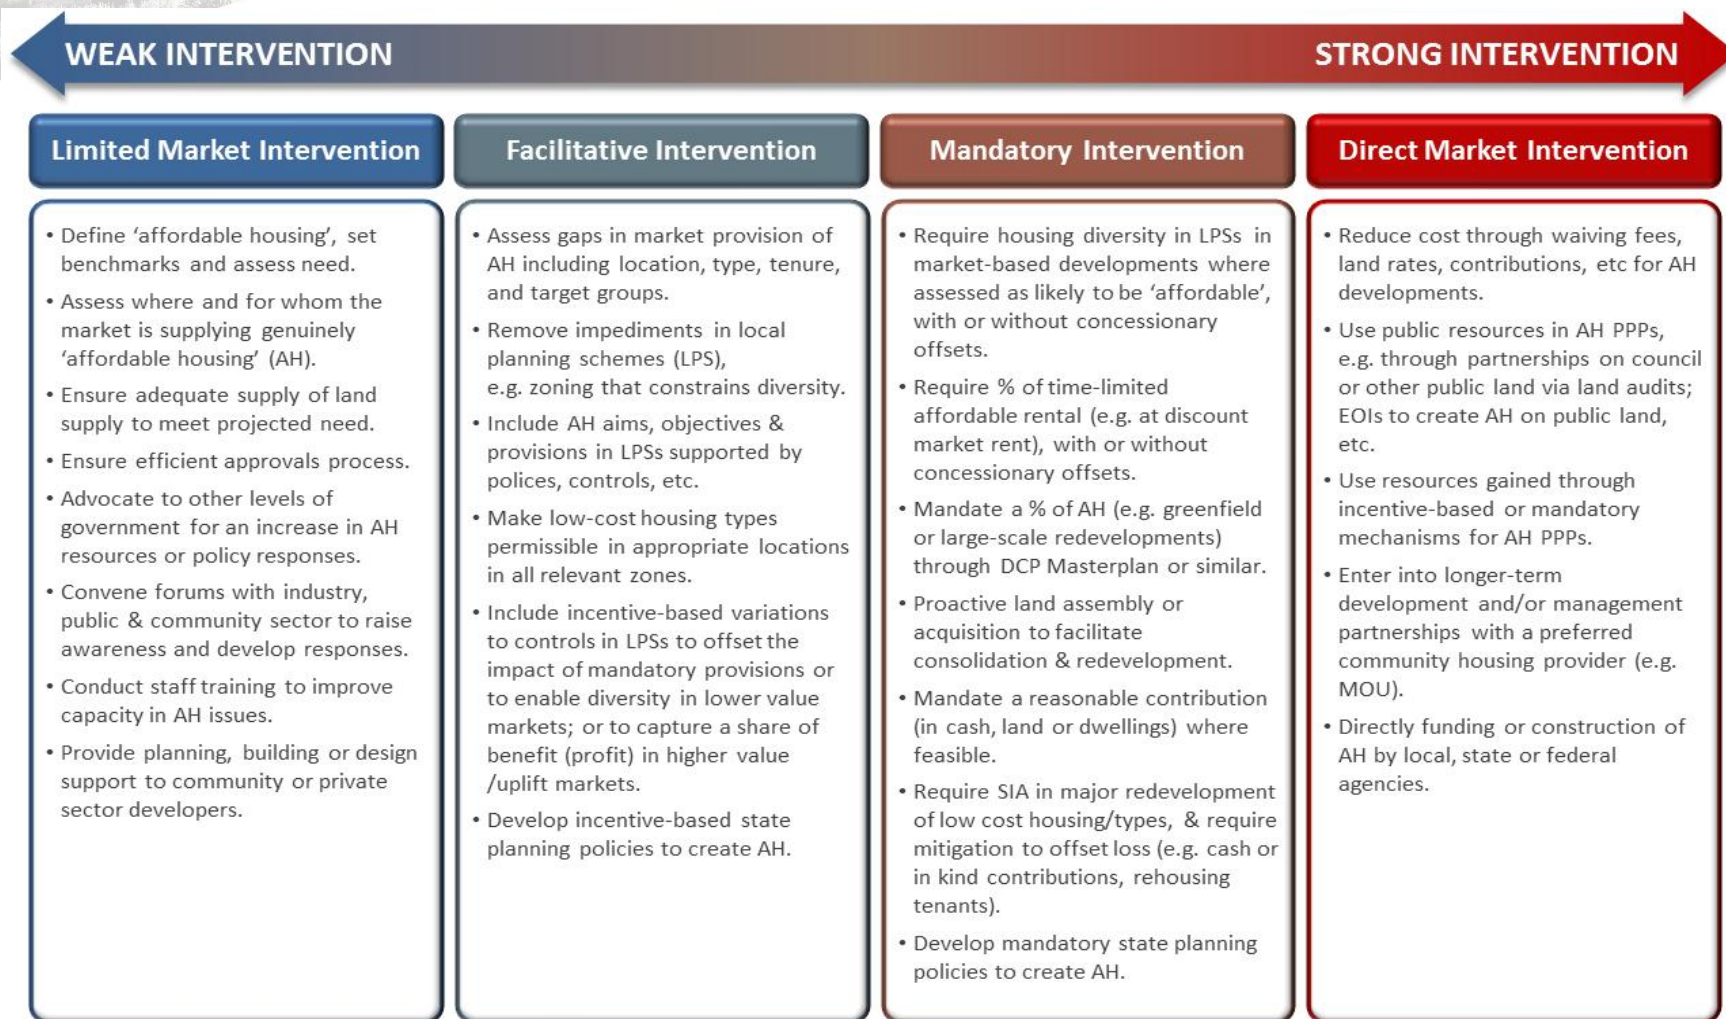 WEAK INTERVENTION
STRONG INTERVENTION
Limited Market Intervention
• Define ‘affordable housing’, set
benchmarks and assess need.
• Assess where and for whom the
market is supplying genuinely
‘affordable housing’ (AH).
• Ensure adequate supply of land
supply to meet projected need.
• Ensure efficient approvals process.
• Advocate to other levels of
government for an increase in AH
resources or policy responses.
• Convene forums with industry,
public & community sector to raise
awareness and develop responses.
• Conduct staff training to improve
capacity in AH issues.
• Provide planning, building or design
support to community or private
sector developers.
Facilitative Intervention
• Assess gaps in market provision of
AH including location, type, tenure,
and target groups.
• Remove impediments in local
planning schemes (LPS),
e.g. zoning that constrains diversity.
• Include AH aims, objectives &
provisions in LPSs supported by
polices, controls, etc.
• Make low-cost housing types
permissible in appropriate locations
in all relevant zones.
• Include incentive-based variations
to controls in LPSs to offset the
impact of mandatory provisions or
to enable diversity in lower value
markets; or to capture a share of
benefit (profit) in higher value
/uplift markets.
• Develop incentive-based state
planning policies to create AH.
Mandatory Intervention
• Require housing diversity in LPSs in
market-based developments where
assessed as likely to be ‘affordable’,
with or without concessionary
offsets.
• Require % of time-limited
affordable rental (e.g. at discount
market rent), with or without
concessionary offsets.
• Mandate a % of AH (e.g. greenfield
or large-scale redevelopments)
through DCP Masterplan or similar.
• Proactive land assembly or
acquisition to facilitate
consolidation & redevelopment.
• Mandate a reasonable contribution
(in cash, land or dwellings) where
feasible.
• Require SIA in major redevelopment
of low cost housing/types, & require
mitigation to offset loss (e.g. cash or
in kind contributions, rehousing
tenants).
• Develop mandatory state planning
policies to create AH.
Direct Market Intervention
• Reduce cost through waiving fees,
land rates, contributions, etc for AH
developments.
• Use public resources in AH PPPs,
e.g. through partnerships on council
or other public land via land audits;
EOIs to create AH on public land,
etc.
• Use resources gained through
incentive-based or mandatory
mechanisms for AH PPPs.
• Enter into longer-term
development and/or management
partnerships with a preferred
community housing provider (e.g.
MOU).
• Directly funding or construction of
AH by local, state or federal
agencies.